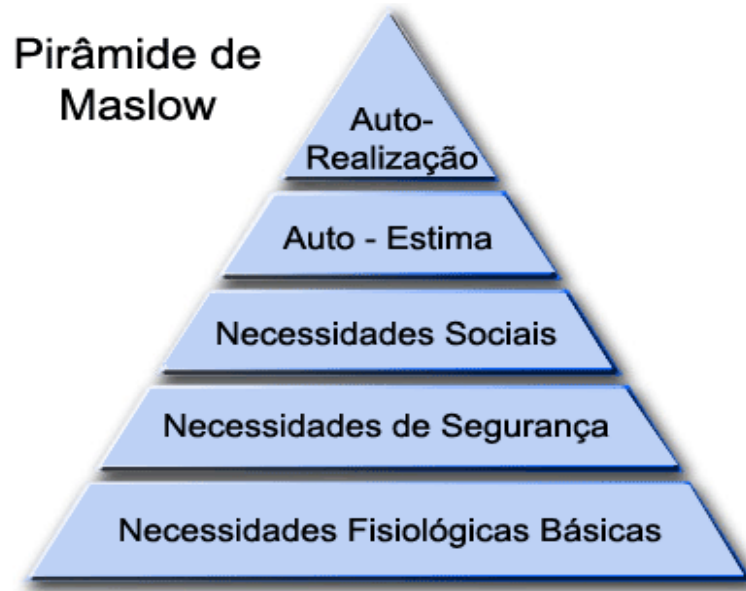 Pirâmide de
Maslow
Auto-
Realização
Auto - Estima
Necessidades Sociais
Necessidades de Segurança
Necessidades Fisiológicas Básicas